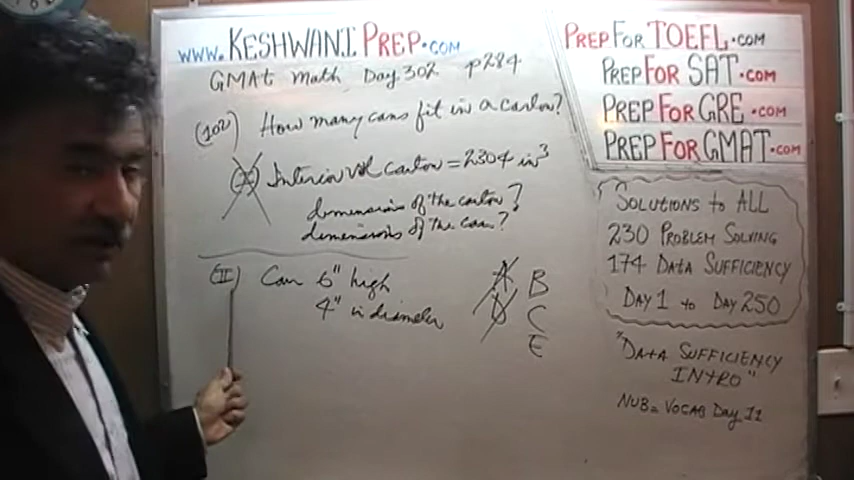 www.KESHWANIPREP.COM
GMAT Math Day 302 p284
(102) How many cans fit in a carton?
(I) Interior Vol carton = 2304 in³
dimensions of the carton?
dimensions of the can?
(II) Can 6" high
4" in diameter
A B
D C
E
PREPFORTOEFL.com
PREPFORSAT.com
PREPFORGRE.com
PREPFORGMAT.com
SOLUTIONS TO ALL
230 PROBLEM SOLVING
174 DATA SUFFICIENCY
DAY 1 TO DAY 250
"DATA SUFFICIENCY
INTRO"
NUB = VOCAB DAY 12